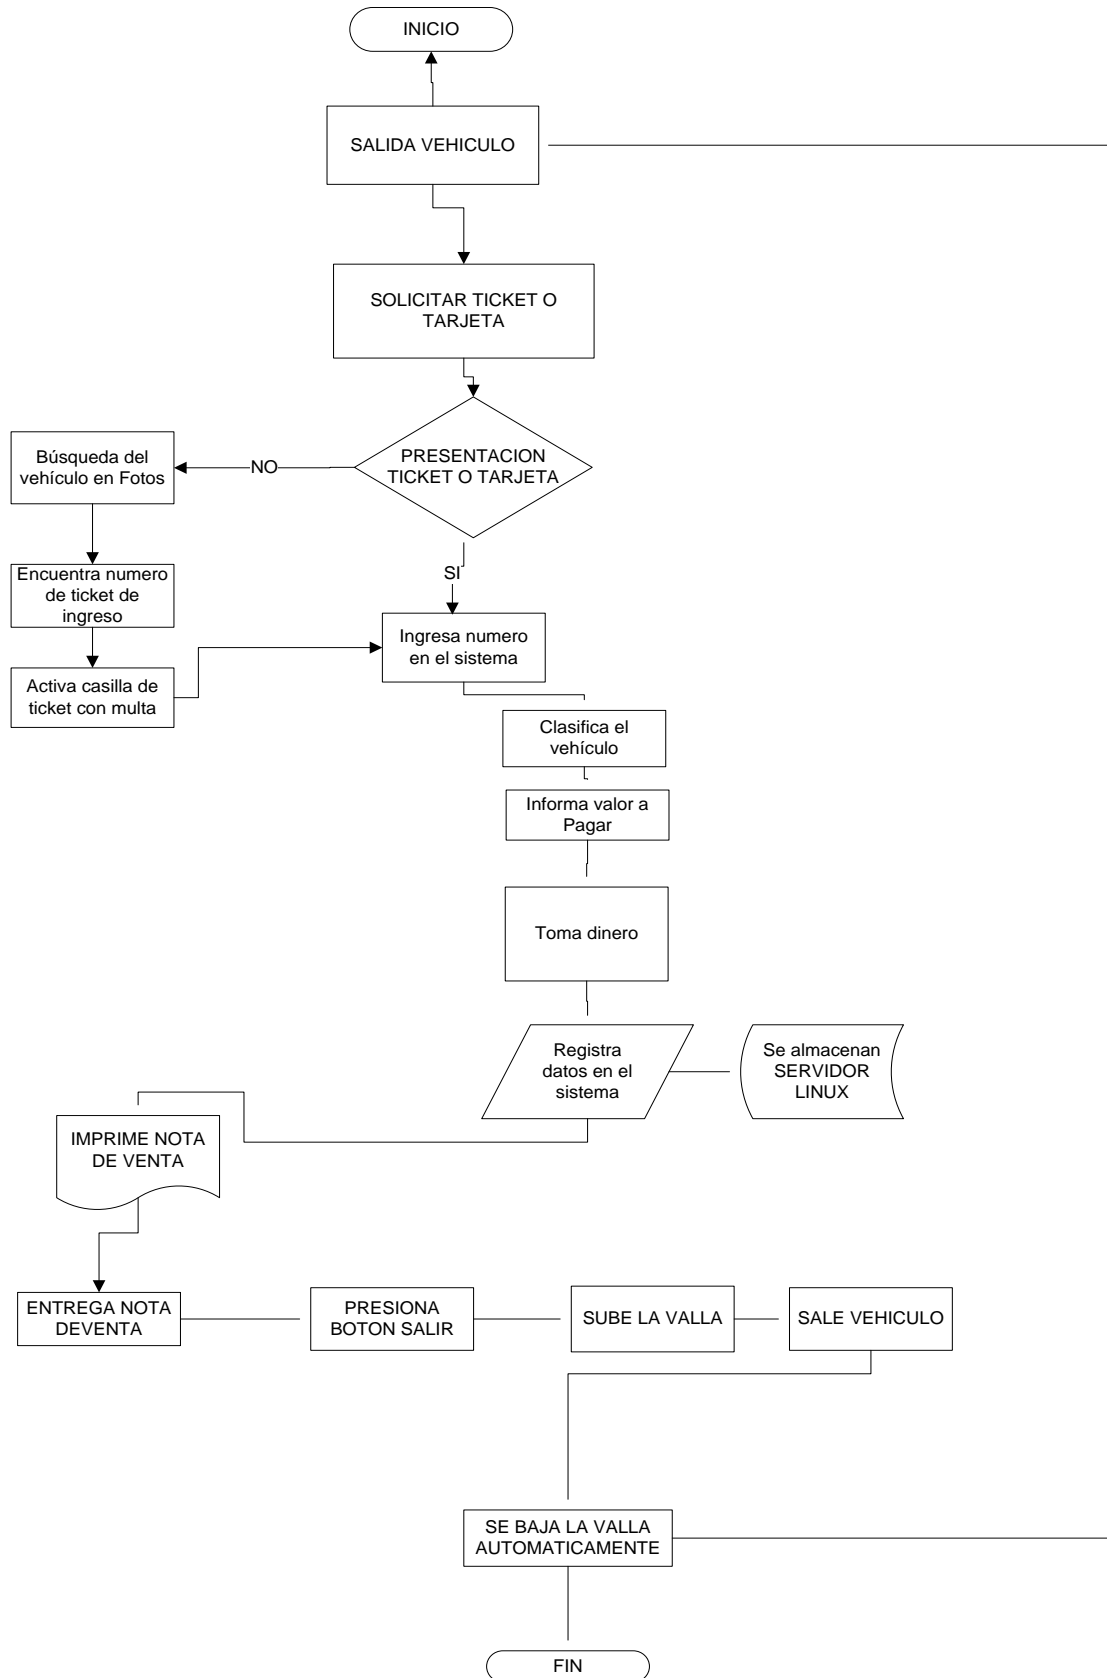 INICIO
SALIDA VEHICULO
SOLICITAR TICKET O
TARJETA
PRESENTACION
TICKET O TARJETA
NO
Búsqueda del
vehículo en Fotos
Encuentra numero
de ticket de
ingreso
Activa casilla de
ticket con multa
SI
Ingresa numero
en el sistema
Clasifica el
vehículo
Informa valor a
Pagar
Toma dinero
Registra
datos en el
sistema
Se almacenan
SERVIDOR
LINUX
IMPRIME NOTA
DE VENTA
ENTREGA NOTA
DEVENTA
PRESIONA
BOTON SALIR
SUBE LA VALLA
SALE VEHICULO
SE BAJA LA VALLA
AUTOMATICAMENTE
FIN